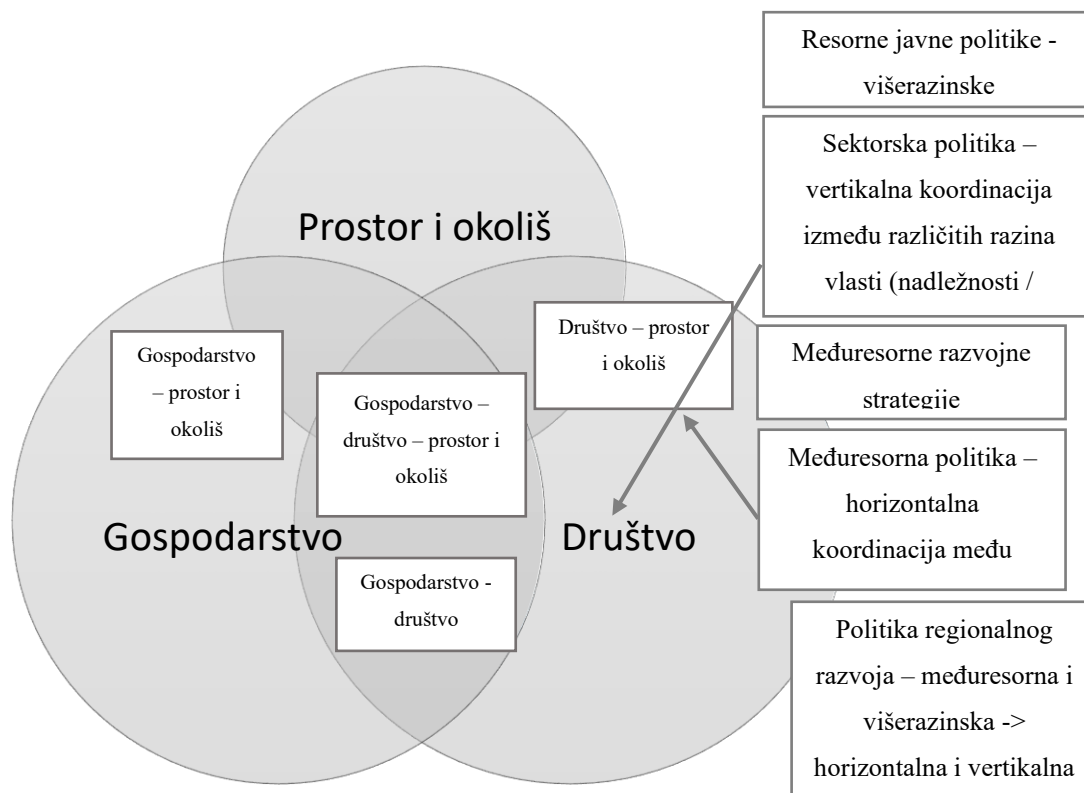 Resorne javne politike -
višerazinske
Sektorska politika –
vertikalna koordinacija
između različitih razina
vlasti (nadležnosti /
Prostor i okoliš
Društvo – prostor
i okoliš
Gospodarstvo
– prostor i
okoliš
Međuresorne razvojne
strategije
Gospodarstvo –
društvo – prostor i
okoliš
Međuresorna politika –
horizontalna
koordinacija među
Gospodarstvo
Društvo
Gospodarstvo -
društvo
Politika regionalnog
razvoja – međuresorna i
višerazinska ->
horizontalna i vertikalna